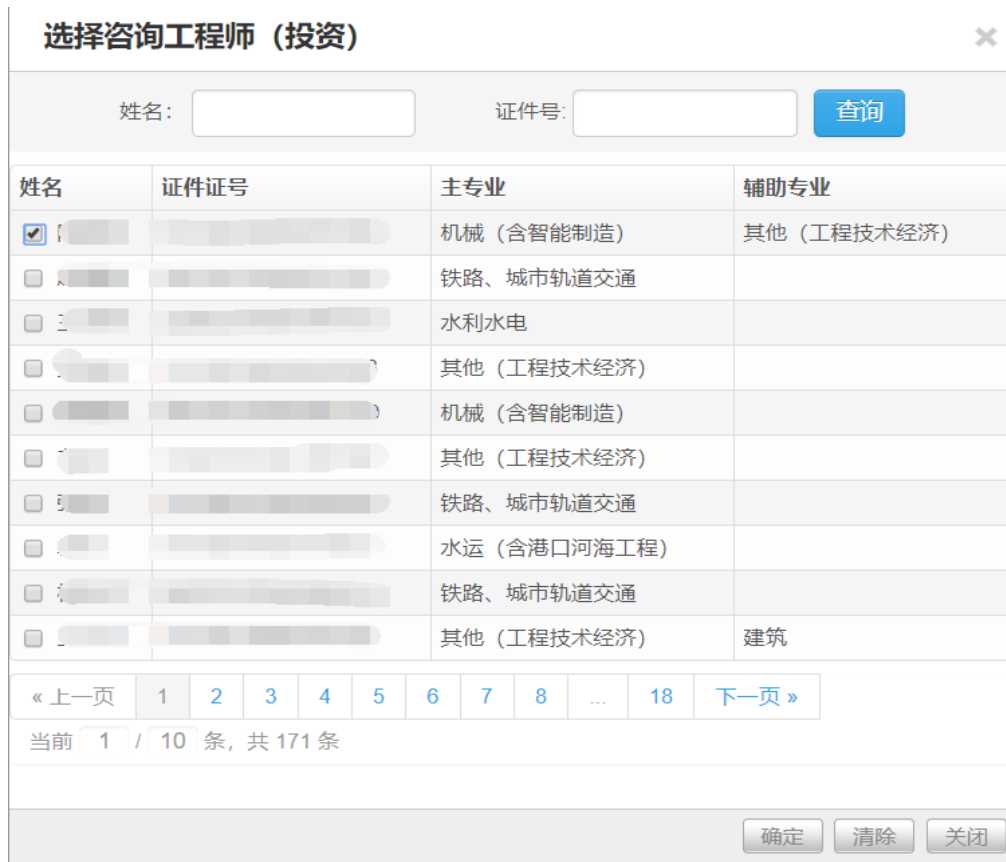 选择咨询工程师（投资） ×
姓名： 证件号: 查询
姓名 证件证号 主专业 辅助专业
机械（含智能制造） 其他（工程技术经济）
铁路、城市轨道交通
水利水电
其他（工程技术经济）
机械（含智能制造）
其他（工程技术经济）
铁路、城市轨道交通
水运（含港口河海工程）
铁路、城市轨道交通
其他（工程技术经济） 建筑
« 上一页 1 2 3 4 5 6 7 8 ... 18 下一页 »
当前 1 / 10 条, 共 171 条
确定 清除 关闭